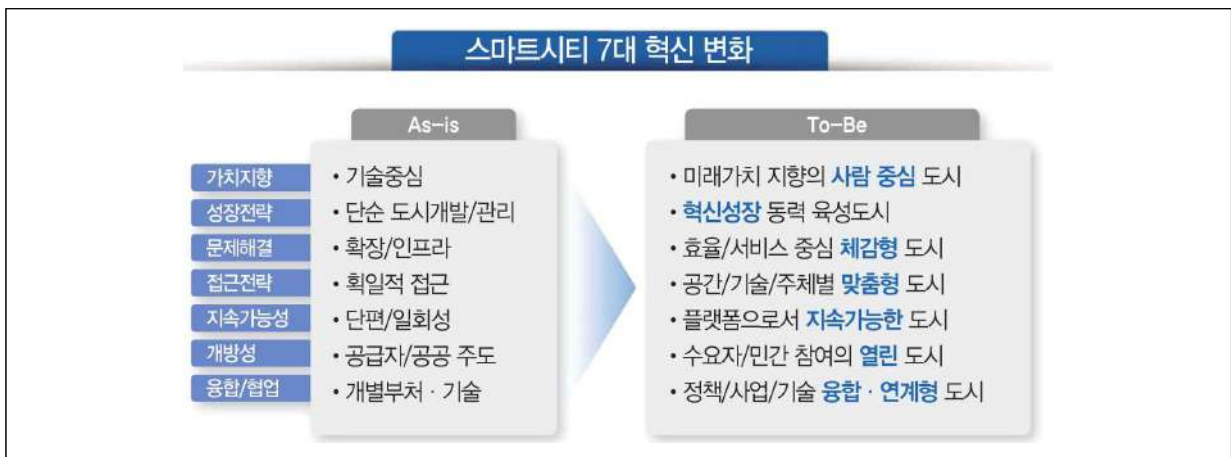 스마트시티 7대 혁신 변화
As-is
To-Be
가치지향 • 기술중심 • 미래가치 지향의 사람 중심 도시
성장전략 • 단순 도시개발/관리 • 혁신성장 동력 육성도시
문제해결 • 확장/인프라 • 효율/서비스 중심 체감형 도시
접근전략 • 획일적 접근 • 공간/기술/주체별 맞춤형 도시
지속가능성 • 단편/일회성 • 플랫폼으로서 지속가능한 도시
개방성 • 공급자/공공 주도 • 수요자/민간 참여의 열린 도시
융합/협업 • 개별부처 · 기술 • 정책/사업/기술 융합 · 연계형 도시